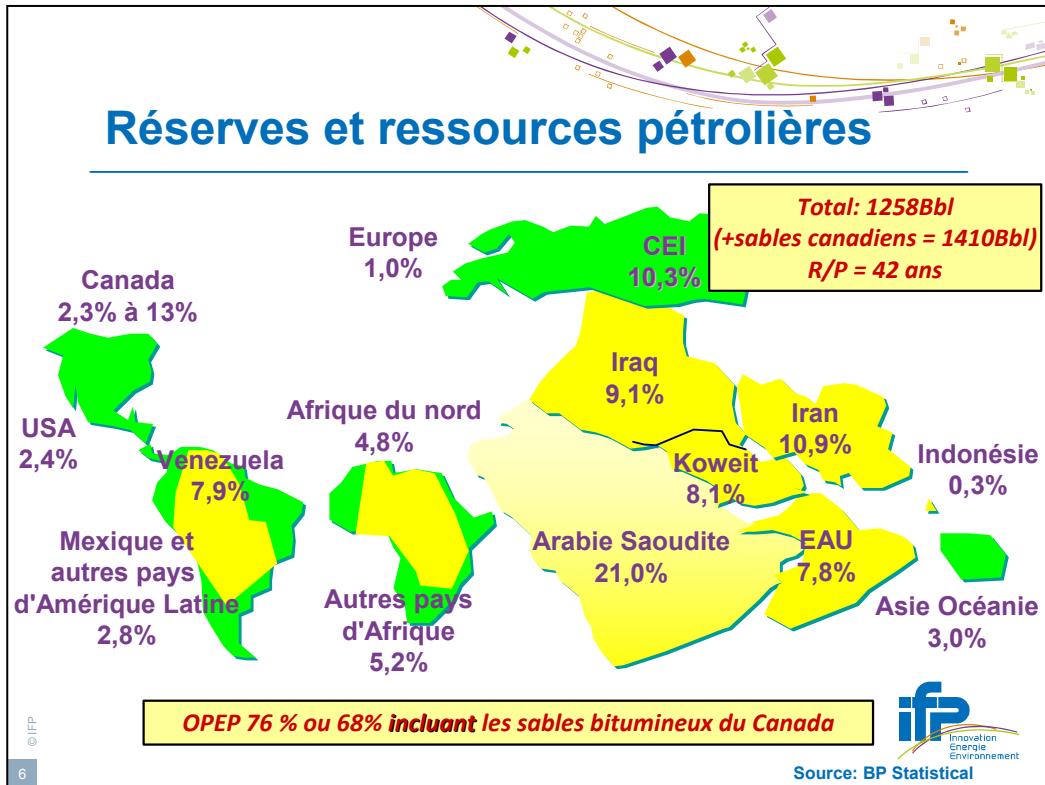 Réserves et ressources pétrolières
Total: 1258Bbl
(+sables canadiens = 1410Bbl)
R/P = 42 ans
Europe
1,0%
CEI
10,3%
Canada
2,3% à 13%
Iraq
9,1%
Iran
10,9%
Afrique du nord
4,8%
USA
2,4%
Venezuela
7,9%
Koweit
8,1%
Indonésie
0,3%
Mexique et
autres pays
d'Amérique Latine
2,8%
Autres pays
d'Afrique
5,2%
Arabie Saoudite
21,0%
EAU
7,8%
Asie Océanie
3,0%
OPEP 76 % ou 68% incluant les sables bitumineux du Canada
ifp
Innovation
Energie
Environnement
© IFP
6
Source: BP Statistical